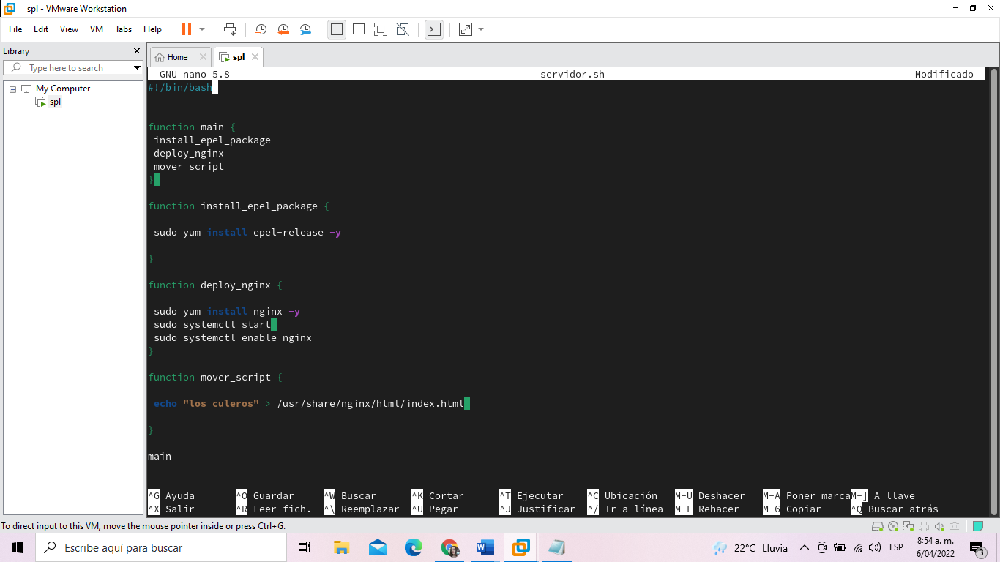 spl - VMware Workstation
File Edit View VM Tabs Help
Library
Type here to search
My Computer
spl
Home spl
GNU nano 5.8 servidor.sh Modificado
#!/bin/bash
function main {
install_epel_package
deploy_nginx
mover_script
}
function install_epel_package {
sudo yum install epel-release -y
}
function deploy_nginx {
sudo yum install nginx -y
sudo systemctl start
sudo systemctl enable nginx
}
function mover_script {
echo "los culeros" > /usr/share/nginx/html/index.html
}
main
^G Ayuda ^O Guardar ^W Buscar ^K Cortar ^T Ejecutar ^C Ubicación M-U Deshacer M-A Poner marca M-] A llave
^X Salir ^R Leer fich. ^\ Reemplazar ^U Pegar ^J Justificar ^/ Ir a línea M-E Rehacer M-6 Copiar ^Q Buscar atrás
To direct input to this VM, move the mouse pointer inside or press Ctrl+G.
Escribe aquí para buscar
22°C Lluvia ESP 8:54 a. m.
6/04/2022
3